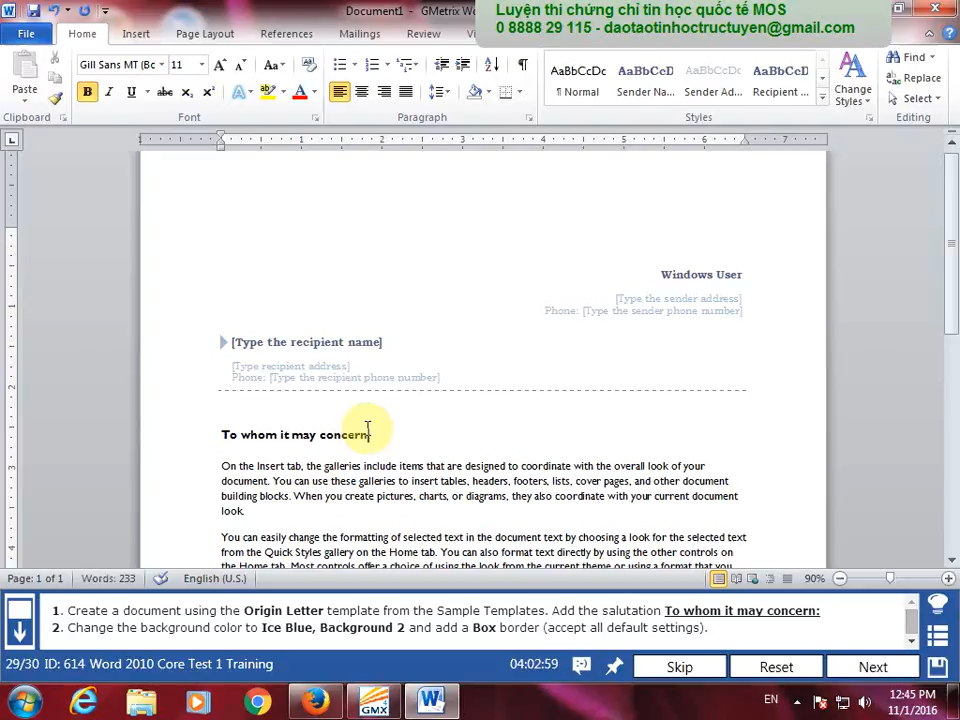 Document1 - GMetrix Wor
Luyện thi chứng chỉ tin học quốc tế MOS
0 8888 29 115 - daotaotinhoctructuyen@gmail.com
File Home Insert Page Layout References Mailings Review
Gill Sans MT (Bc 11
Paste
Clipboard Font Paragraph Styles Editing
AaBbCcDc AaBbCcD AaBbCcDc AaBbCcD
¶ Normal Sender Na... Sender Ad... Recipient ...
Change Styles
Find
Replace
Select
1 2 3 4 5 6 7
Windows User
[Type the sender address]
Phone: [Type the sender phone number]
[Type the recipient name]
[Type recipient address]
Phone: [Type the recipient phone number]
To whom it may concern
On the Insert tab, the galleries include items that are designed to coordinate with the overall look of your
document. You can use these galleries to insert tables, headers, footers, lists, cover pages, and other document
building blocks. When you create pictures, charts, or diagrams, they also coordinate with your current document
look.
You can easily change the formatting of selected text in the document text by choosing a look for the selected text
from the Quick Styles gallery on the Home tab. You can also format text directly by using the other controls on
the Home tab. Most controls offer a choice of using the look from the current theme or using a format that you
Page: 1 of 1 Words: 233 English (U.S.) 90%
1. Create a document using the Origin Letter template from the Sample Templates. Add the salutation To whom it may concern:
2. Change the background color to Ice Blue, Background 2 and add a Box border (accept all default settings).
29/30 ID: 614 Word 2010 Core Test 1 Training 04:02:59 Skip Reset Next
GMX EN 12:45 PM
11/1/2016